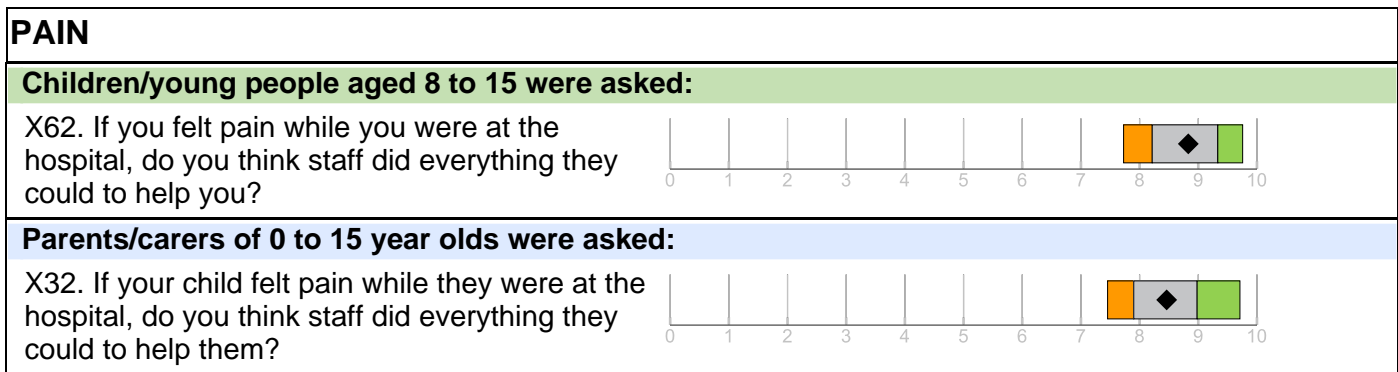 PAIN
Children/young people aged 8 to 15 were asked:
X62. If you felt pain while you were at the
hospital, do you think staff did everything they
could to help you?
0 1 2 3 4 5 6 7 8 9 10
Parents/carers of 0 to 15 year olds were asked:
X32. If your child felt pain while they were at the
hospital, do you think staff did everything they
could to help them?
0 1 2 3 4 5 6 7 8 9 10